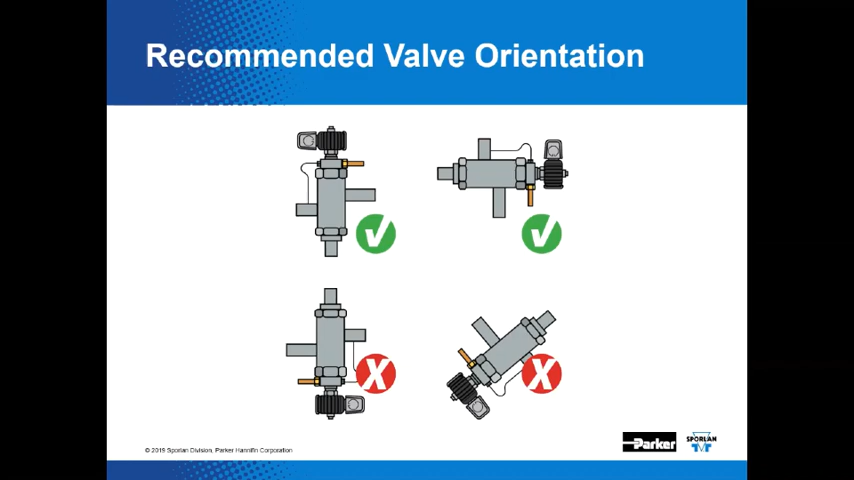 Recommended Valve Orientation
© 2019 Sporlan Division, Parker Hannifin Corporation
Parker
SPORLAN